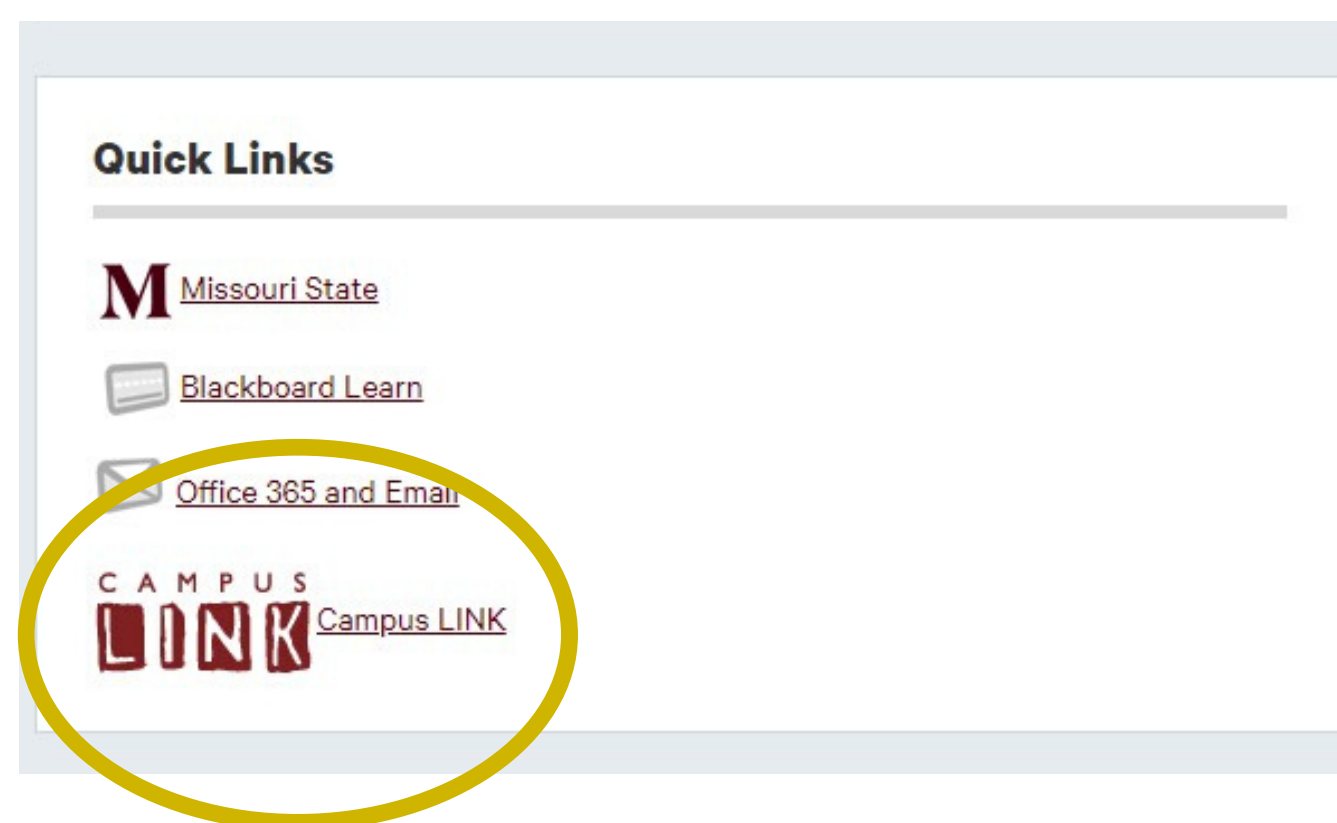 Quick Links
M Missouri State
Blackboard Learn
Office 365 and Email
CAMPUS
LINK Campus LINK